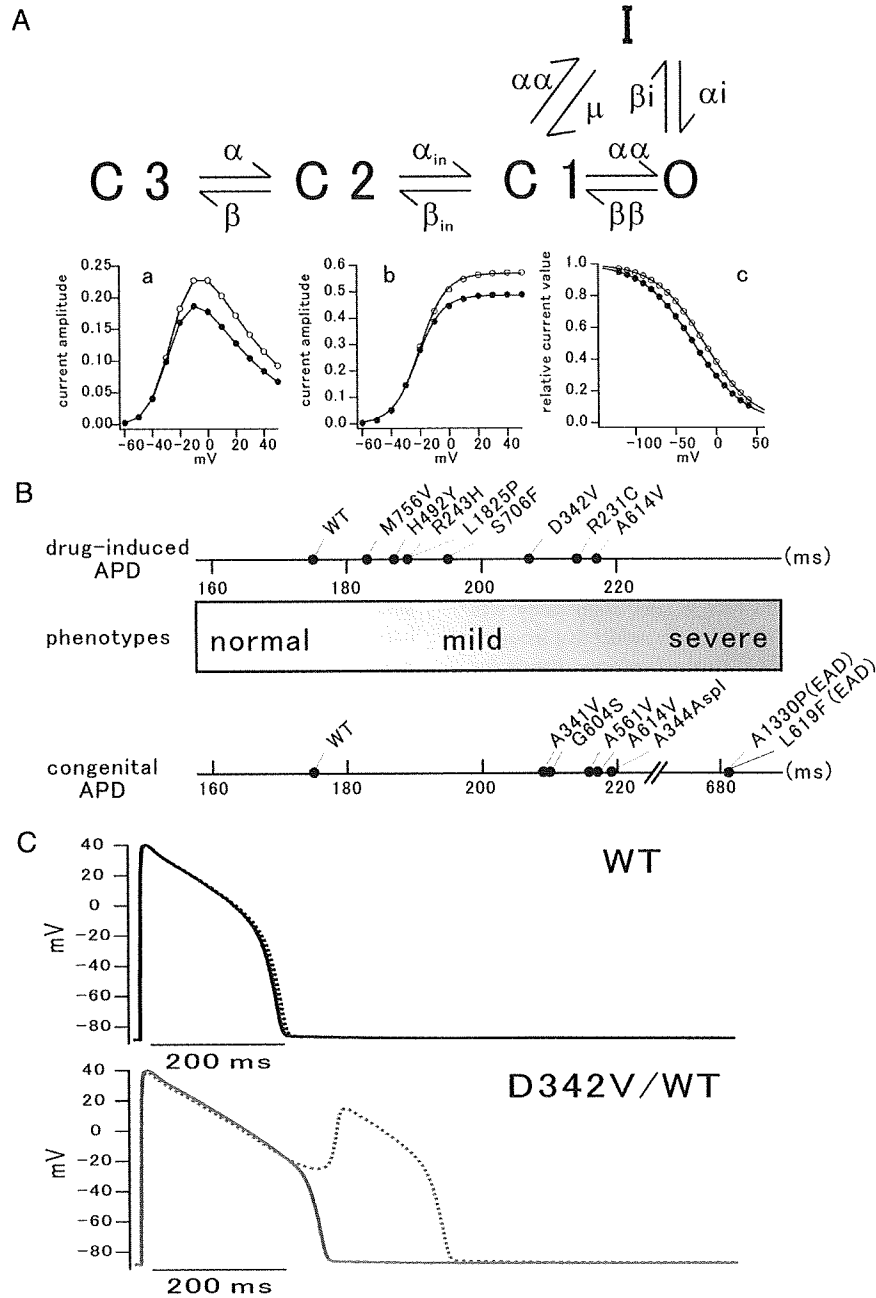 A
I
αα μ βi αi
C 3 α β C 2 αin βin C 1 αα ββ O
a
current amplitude
0.25
0.20
0.15
0.10
0.05
0.00
-60 -40 -20 0 20 40
mV
b
current amplitude
0.6
0.5
0.4
0.3
0.2
0.1
0.0
-60 -40 -20 0 20 40
mV
c
relative current value
1.0
0.8
0.6
0.4
0.2
0.0
-100 -50 0 50
mV
B
WT M756V H492Y R243H L1825P S706F D342V R231C A614V
drug-induced
APD
(ms)
160 180 200 220
phenotypes normal mild severe
WT A341V G604S A561V A614V A344Aspl A1330P(EAD) L619F (EAD)
congenital
APD
(ms)
160 180 200 220 680
C
WT
mV
40
20
0
-20
-40
-60
-80
200 ms
D342V/WT
mV
40
20
0
-20
-40
-60
-80
200 ms